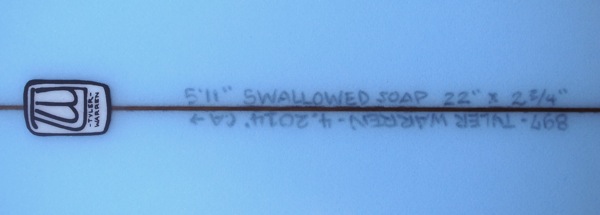 TYLER
WARREN
5'11" SWALLOWED SOAP 22" x 2 3/4"
897 - TYLER WARREN - 4.2014' CA →